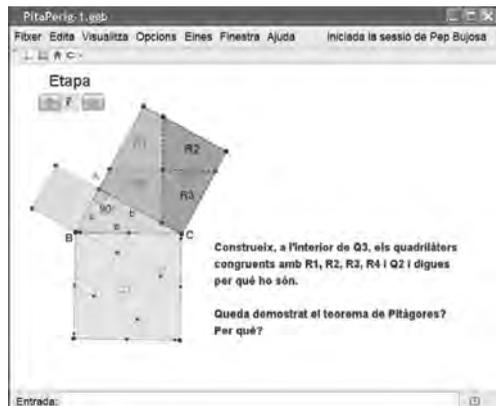 PitaPerig-1.ggb
Fitxer Edita Visualitza Opcions Eines Finestra Ajuda Iniciada la sessió de Pep Bujosa
Etapa
7
R1
R2
R3
A
90°
c
b
a
B
C
Construeix, a l'interior de Q3, els quadrilàters
congruents amb R1, R2, R3, R4 i Q2 i digues
per què ho són.
Queda demostrat el teorema de Pitàgores?
Per què?
Entrada: